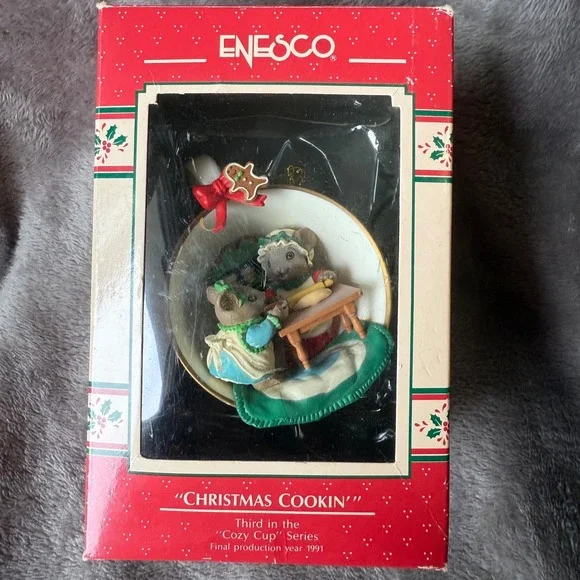 ENESCO®
"CHRISTMAS COOKIN'"
Third in the
"Cozy Cup" Series
Final production year 1991